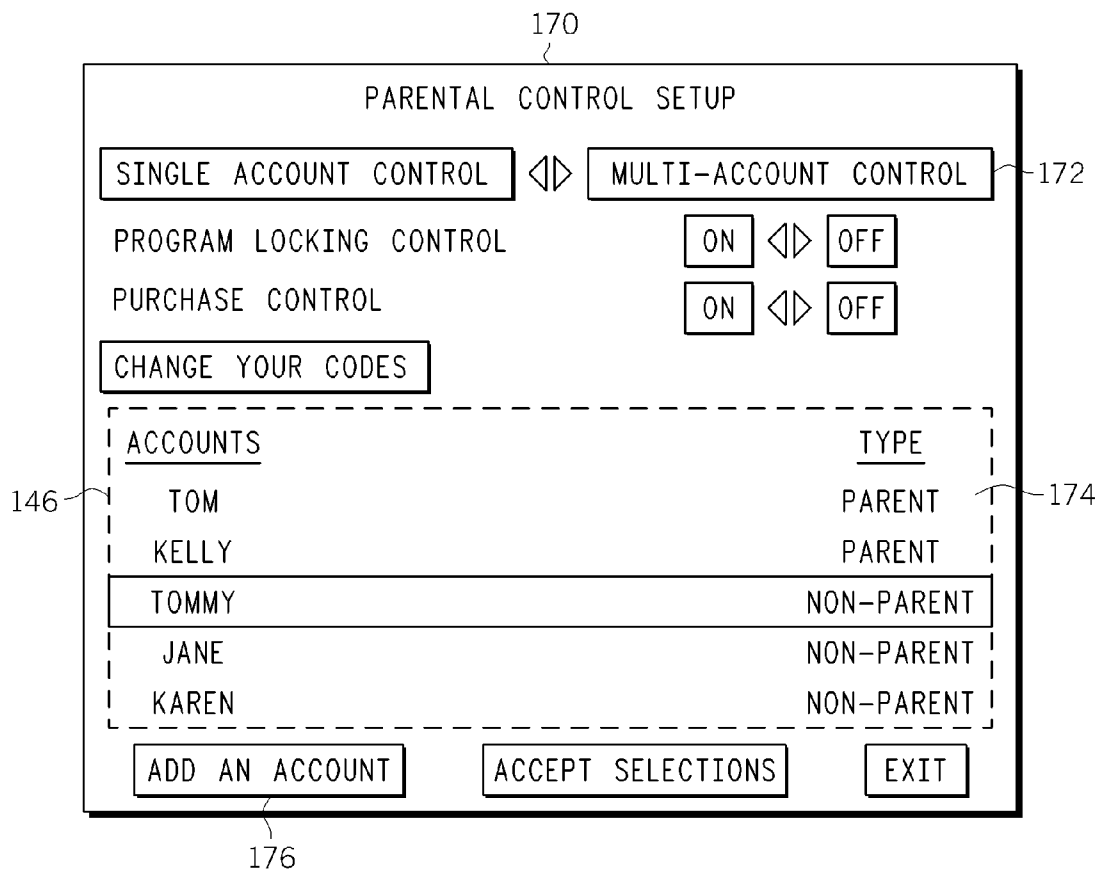 170
PARENTAL CONTROL SETUP
SINGLE ACCOUNT CONTROL MULTI-ACCOUNT CONTROL 172
PROGRAM LOCKING CONTROL ON OFF
PURCHASE CONTROL ON OFF
CHANGE YOUR CODES
ACCOUNTS TYPE
146 TOM PARENT 174
KELLY PARENT
TOMMY NON-PARENT
JANE NON-PARENT
KAREN NON-PARENT
ADD AN ACCOUNT ACCEPT SELECTIONS EXIT
176